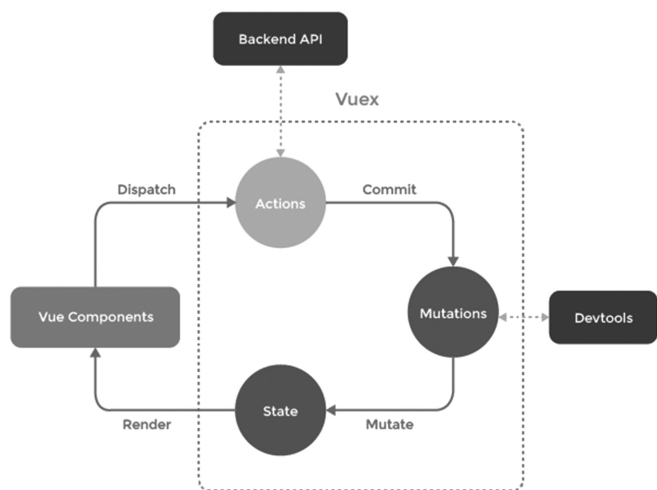 Backend API
Vuex
Dispatch
Commit
Actions
Vue Components
Mutations
Devtools
State
Render
Mutate